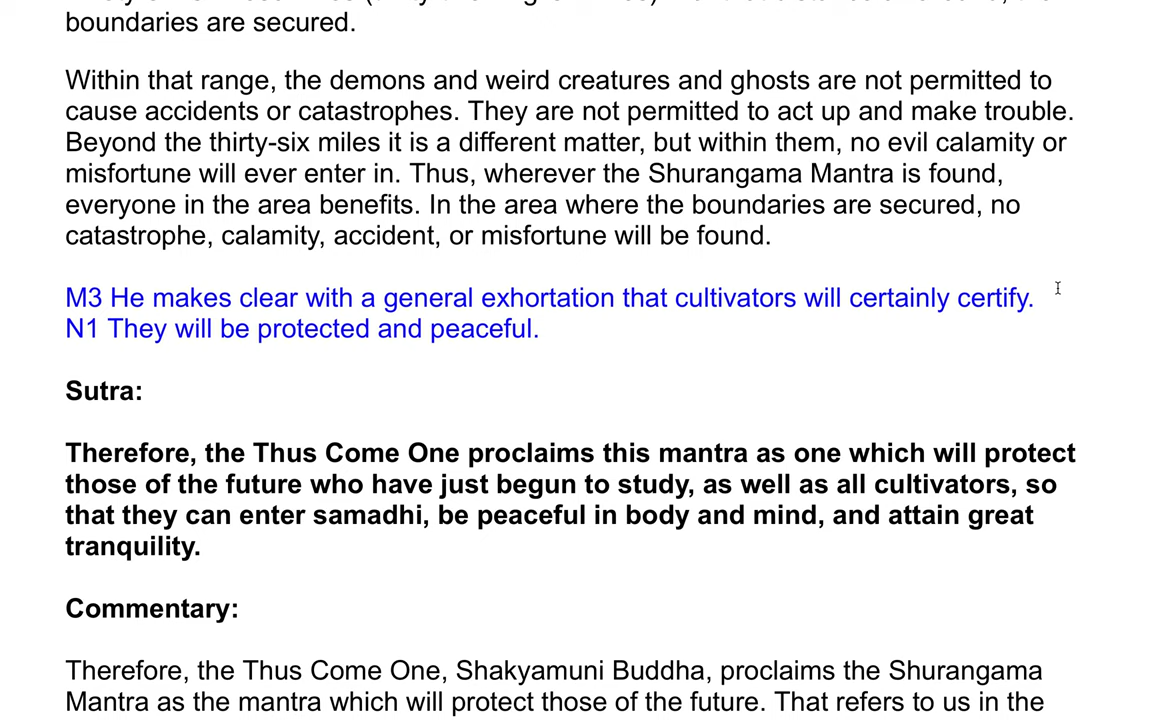 boundaries are secured.
Within that range, the demons and weird creatures and ghosts are not permitted to
cause accidents or catastrophes. They are not permitted to act up and make trouble.
Beyond the thirty-six miles it is a different matter, but within them, no evil calamity or
misfortune will ever enter in. Thus, wherever the Shurangama Mantra is found,
everyone in the area benefits. In the area where the boundaries are secured, no
catastrophe, calamity, accident, or misfortune will be found.
M3 He makes clear with a general exhortation that cultivators will certainly certify.
N1 They will be protected and peaceful.
Sutra:
Therefore, the Thus Come One proclaims this mantra as one which will protect
those of the future who have just begun to study, as well as all cultivators, so
that they can enter samadhi, be peaceful in body and mind, and attain great
tranquility.
Commentary:
Therefore, the Thus Come One, Shakyamuni Buddha, proclaims the Shurangama
Mantra as the mantra which will protect those of the future. That refers to us in the